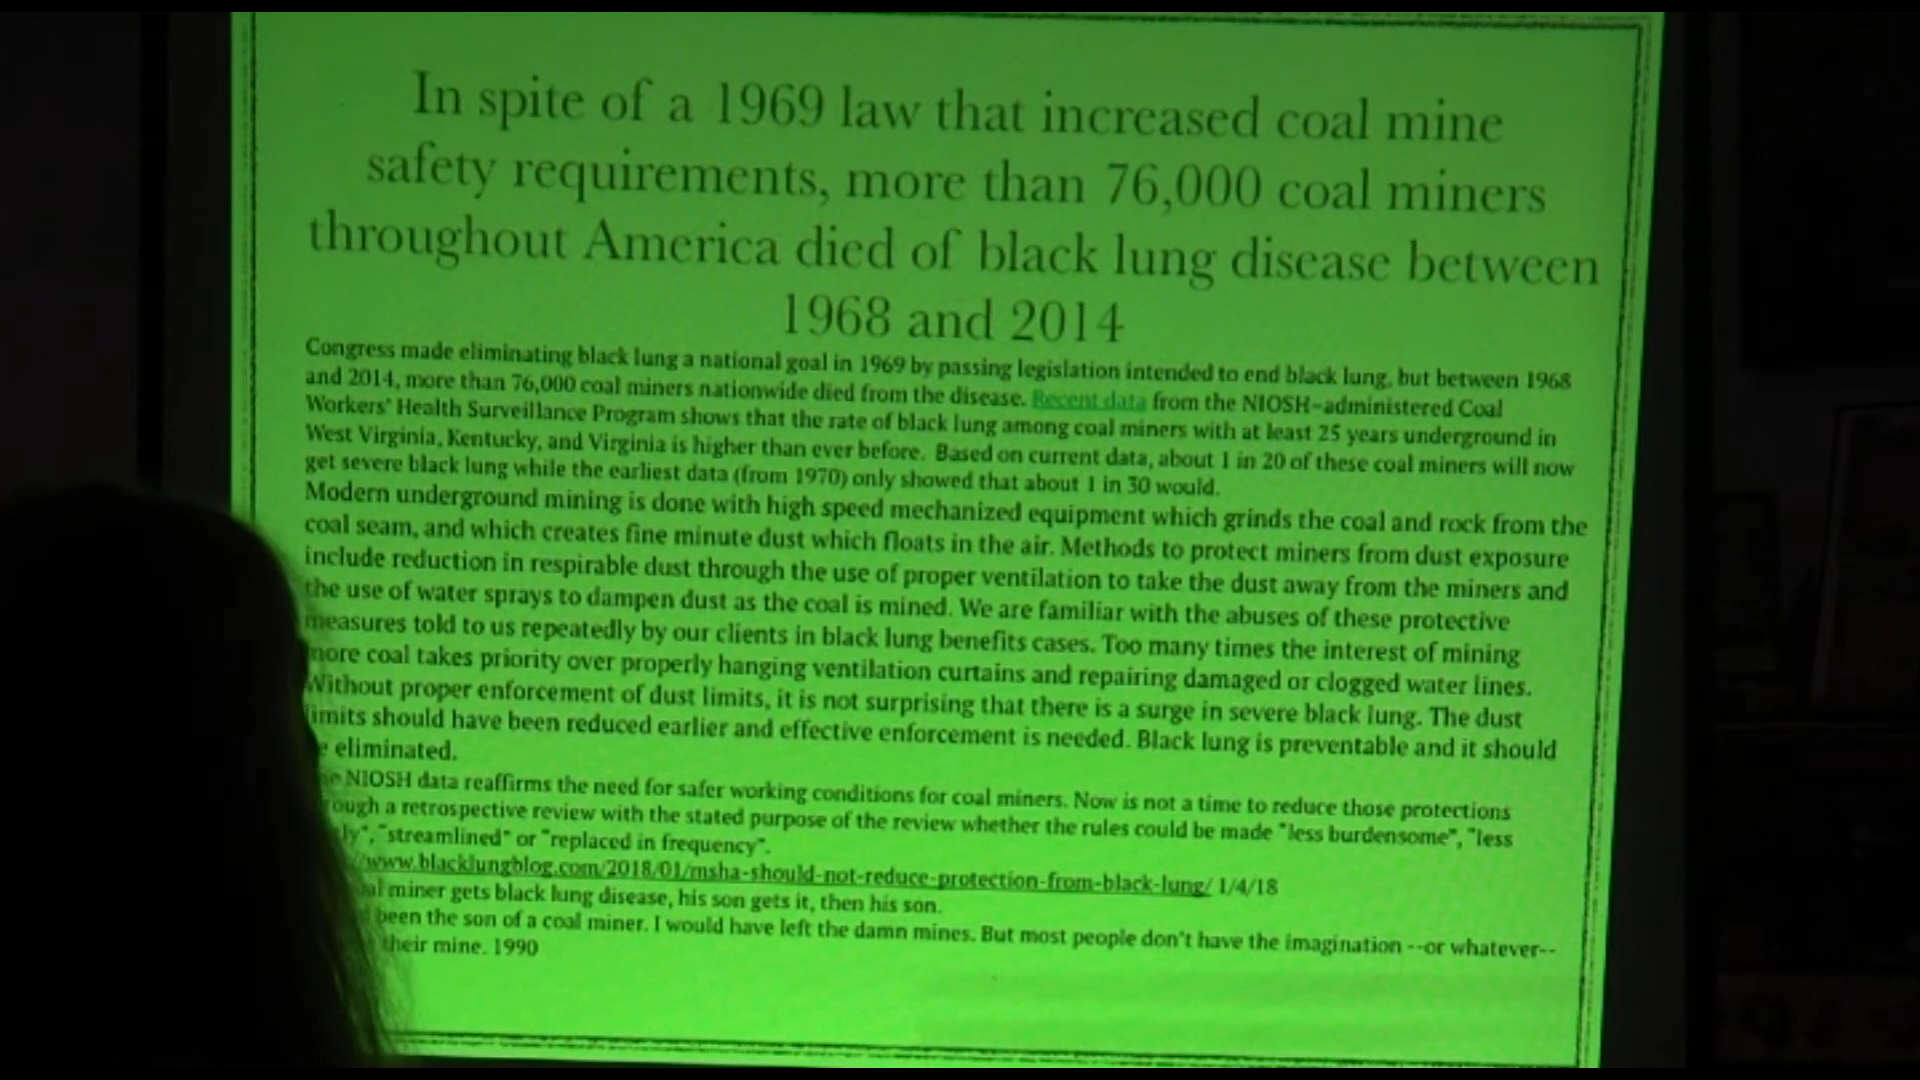 In spite of a 1969 law that increased coal mine
safety requirements, more than 76,000 coal miners
throughout America died of black lung disease between
1968 and 2014
Congress made eliminating black lung a national goal in 1969 by passing legislation intended to end black lung, but between 1968
and 2014, more than 76,000 coal miners nationwide died from the disease. Recent data from the NIOSH-administered Coal
Workers' Health Surveillance Program shows that the rate of black lung among coal miners with at least 25 years underground in
West Virginia, Kentucky, and Virginia is higher than ever before. Based on current data, about 1 in 20 of these coal miners will now
get severe black lung while the earliest data (from 1970) only showed that about 1 in 30 would.
Modern underground mining is done with high speed mechanized equipment which grinds the coal and rock from the
coal seam, and which creates fine minute dust which floats in the air. Methods to protect miners from dust exposure
include reduction in respirable dust through the use of proper ventilation to take the dust away from the miners and
the use of water sprays to dampen dust as the coal is mined. We are familiar with the abuses of these protective
measures told to us repeatedly by our clients in black lung benefits cases. Too many times the interest of mining
more coal takes priority over properly hanging ventilation curtains and repairing damaged or clogged water lines.
Without proper enforcement of dust limits, it is not surprising that there is a surge in severe black lung. The dust
limits should have been reduced earlier and effective enforcement is needed. Black lung is preventable and it should
eliminated.
NIOSH data reaffirms the need for safer working conditions for coal miners. Now is not a time to reduce those protections
a retrospective review with the stated purpose of the review whether the rules could be made "less burdensome", "less
"streamlined" or "replaced in frequency".
/www.blacklungblog.com/2018/01/msha-should-not-reduce-protection-from-black-lung/ 1/4/18
miner gets black lung disease, his son gets it, then his son.
been the son of a coal miner. I would have left the damn mines. But most people don't have the imagination --or whatever--
their mine. 1990